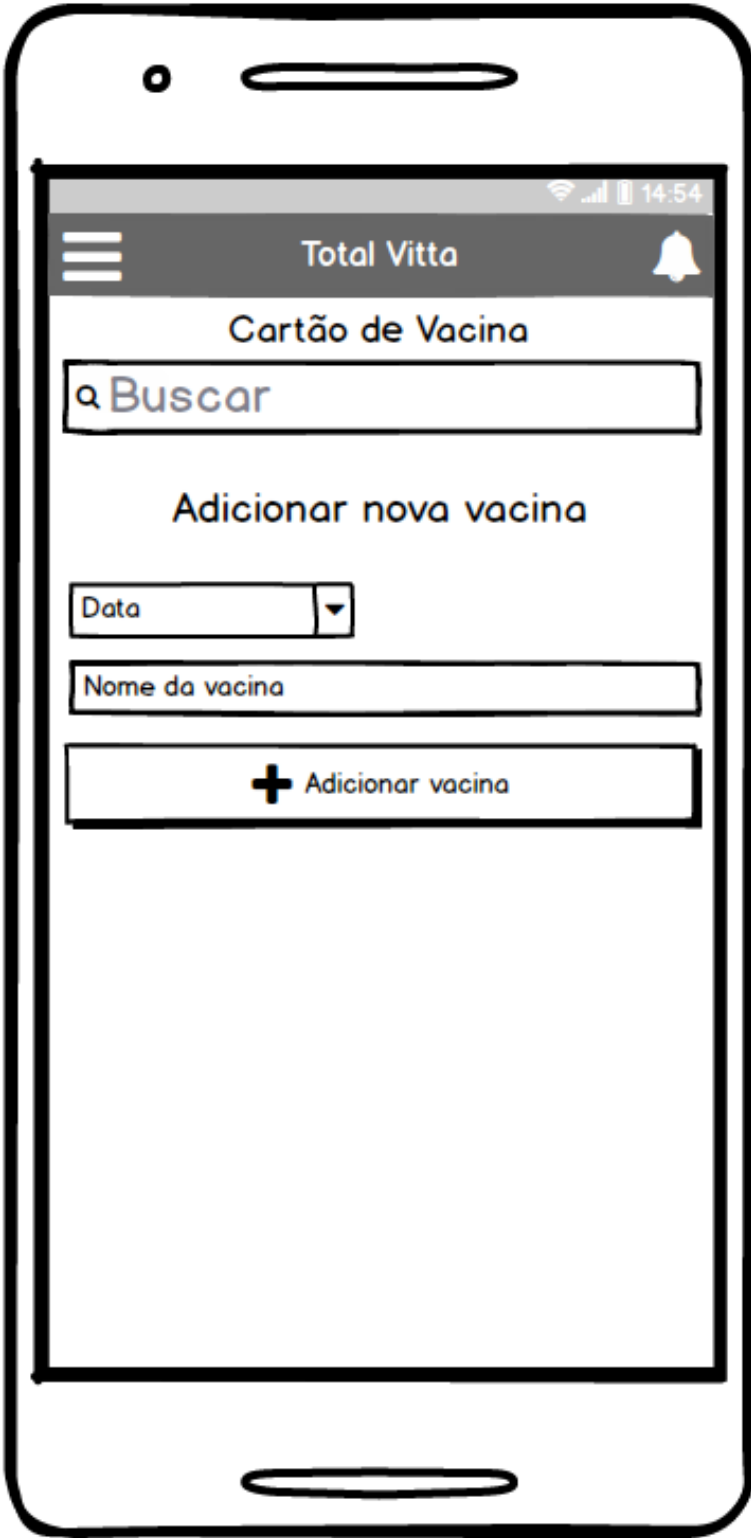 14:54
Total Vitta
Cartão de Vacina
Buscar
Adicionar nova vacina
Data
Nome da vacina
Adicionar vacina